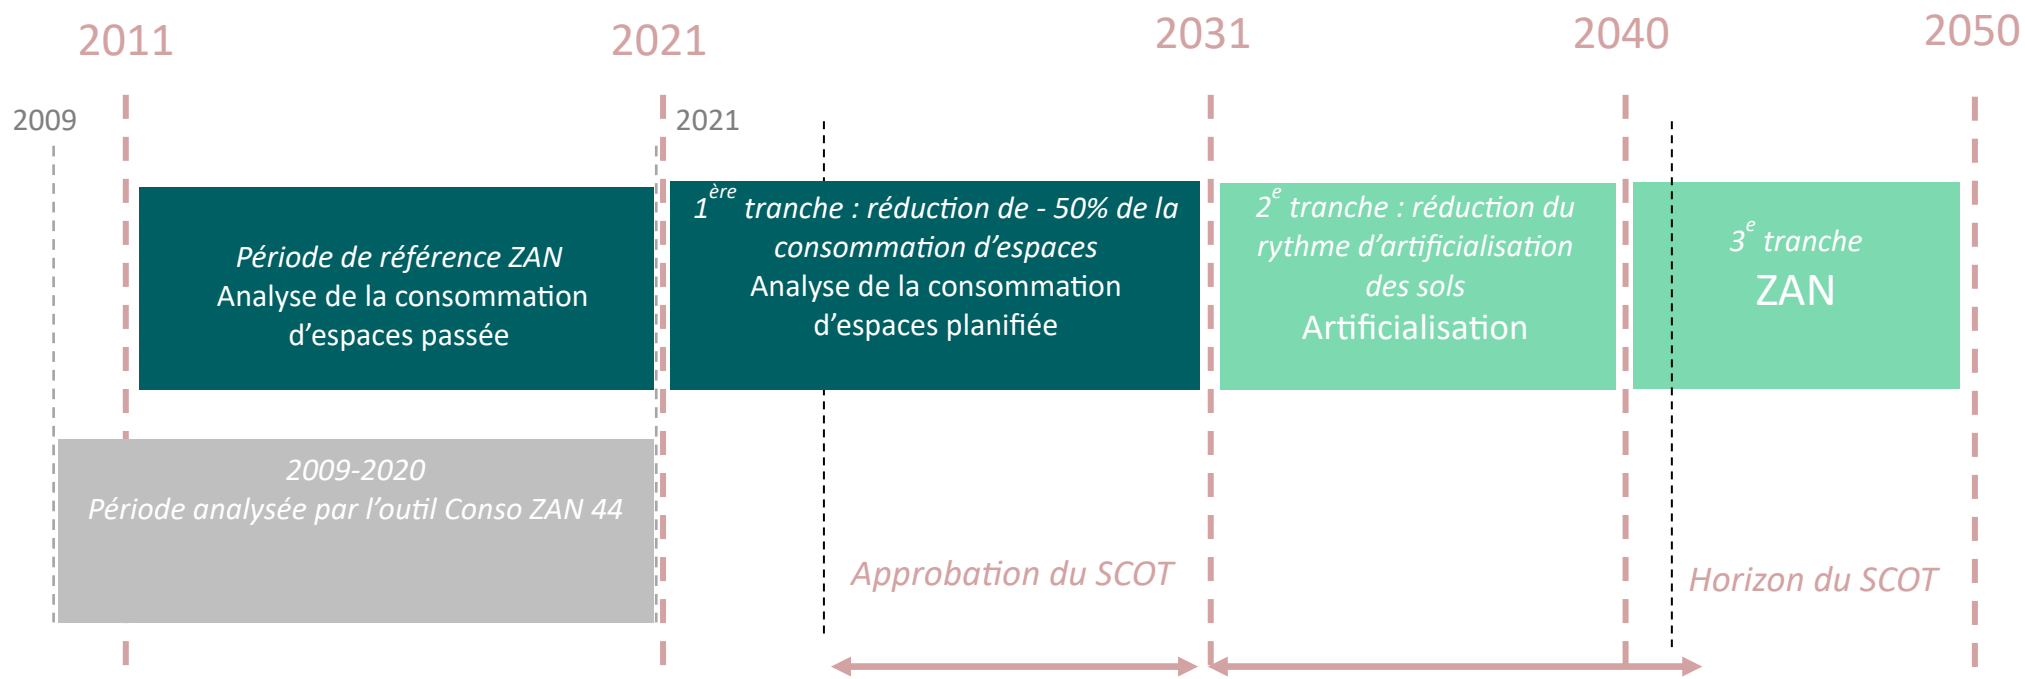 2011
2021
2031
2040
2050
2009
2021
Période de référence ZAN
Analyse de la consommation
d’espaces passée
1ère tranche : réduction de - 50% de la
consommation d’espaces
Analyse de la consommation
d’espaces planifiée
2e tranche : réduction du
rythme d’artificialisation
des sols
Artificialisation
3e tranche
ZAN
2009-2020
Période analysée par l’outil Conso ZAN 44
Approbation du SCOT
Horizon du SCOT